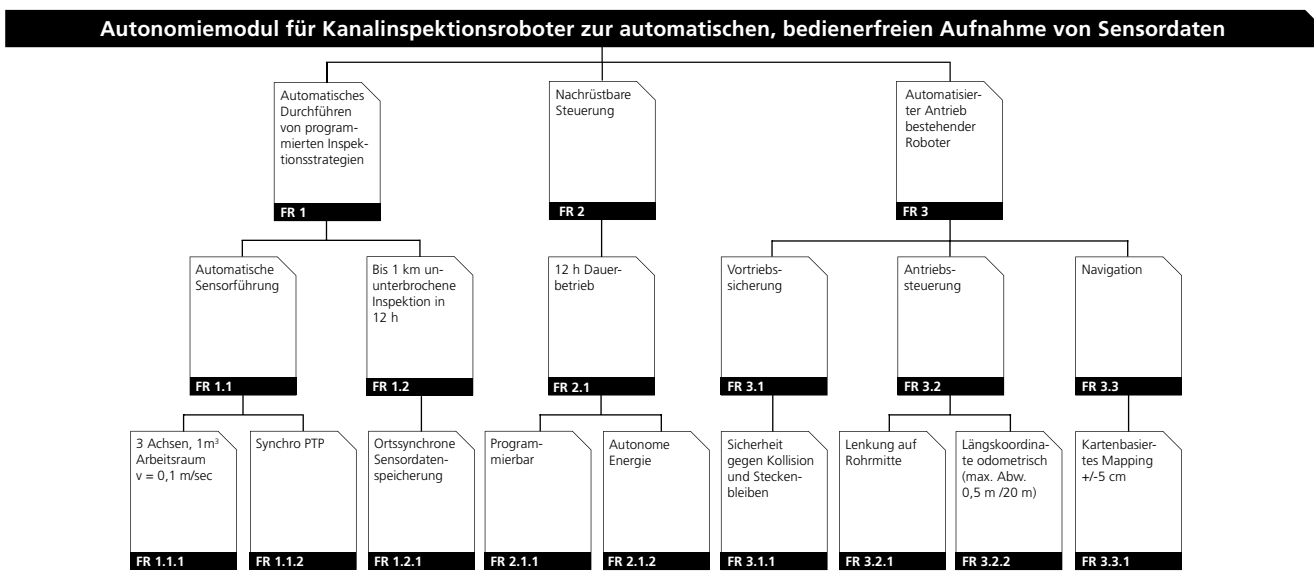 Autonomiemodul für Kanalinspektionsroboter zur automatischen, bedienerfreien Aufnahme von Sensordaten
Automatisches
Durchführen
von program-
mierten Inspek-
tionsstrategien
FR 1
Nachrüstbare
Steuerung
FR 2
Automatisier-
ter Antrieb
bestehender
Roboter
FR 3
Automatische
Sensorführung
FR 1.1
Bis 1 km un-
unterbrochene
Inspektion in
12 h
FR 1.2
12 h Dauer-
betrieb
FR 2.1
Vortriebs-
sicherung
FR 3.1
Antriebs-
steuerung
FR 3.2
Navigation
FR 3.3
3 Achsen, 1m³
Arbeitsraum
v = 0,1 m/sec
FR 1.1.1
Synchro PTP
FR 1.1.2
Ortssynchrone
Sensordaten-
speicherung
FR 1.2.1
Program-
mierbar
FR 2.1.1
Autonome
Energie
FR 2.1.2
Sicherheit
gegen Kollision
und Stecken-
bleiben
FR 3.1.1
Lenkung auf
Rohrmitte
FR 3.2.1
Längskoordina-
te odometrisch
(max. Abw.
0,5 m /20 m)
FR 3.2.2
Kartenbasier-
tes Mapping
+/-5 cm
FR 3.3.1